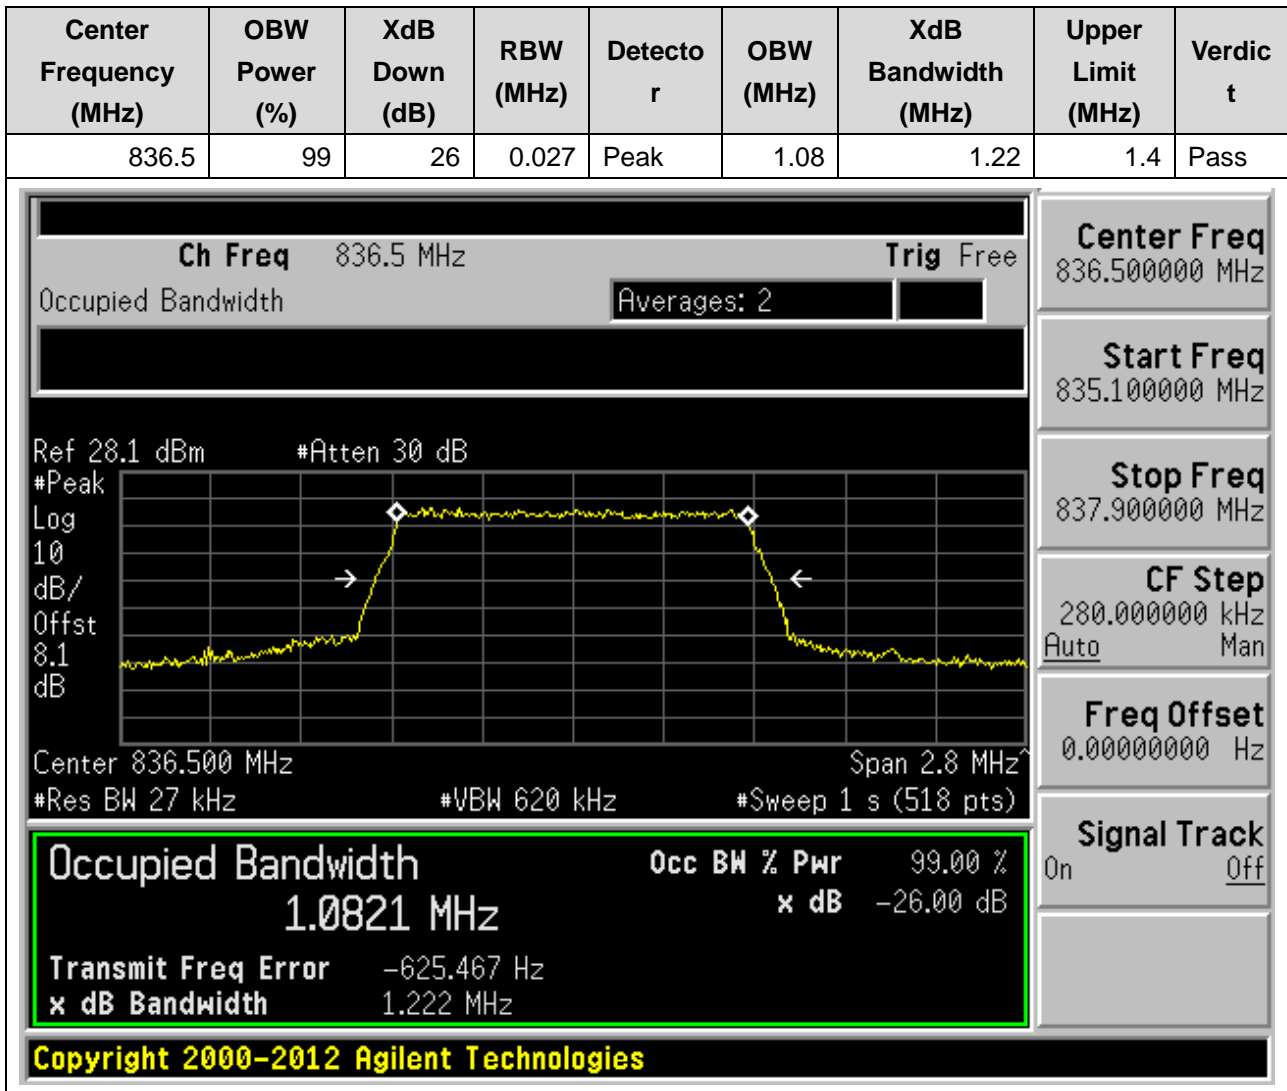 Center Frequency (MHz) OBW Power (%) XdB Down (dB) RBW (MHz) Detecto r OBW (MHz) XdB Bandwidth (MHz) Upper Limit (MHz) Verdic t
836.5 99 26 0.027 Peak 1.08 1.22 1.4 Pass
Ch Freq 836.5 MHz Trig Free
Occupied Bandwidth Averages: 2
Ref 28.1 dBm #Atten 30 dB
#Peak
Log
10
dB/
Offst
8.1
dB
Center 836.500 MHz Span 2.8 MHz^
#Res BW 27 kHz #VBW 620 kHz #Sweep 1 s (518 pts)
Occupied Bandwidth Occ BW % Pwr 99.00 %
1.0821 MHz x dB -26.00 dB
Transmit Freq Error -625.467 Hz
x dB Bandwidth 1.222 MHz
Copyright 2000-2012 Agilent Technologies
Center Freq
836.500000 MHz
Start Freq
835.100000 MHz
Stop Freq
837.900000 MHz
CF Step
280.000000 kHz
Auto Man
Freq Offset
0.00000000 Hz
Signal Track
On Off